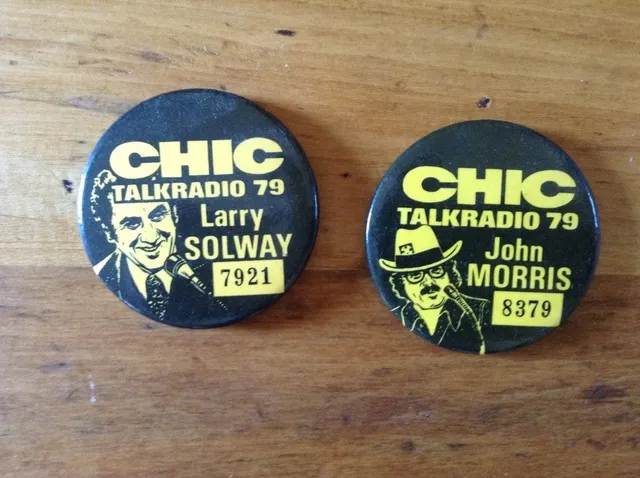 CHIC
TALKRADIO 79
Larry
SOLWAY
7921
CHIC
TALKRADIO 79
John
MORRIS
8379